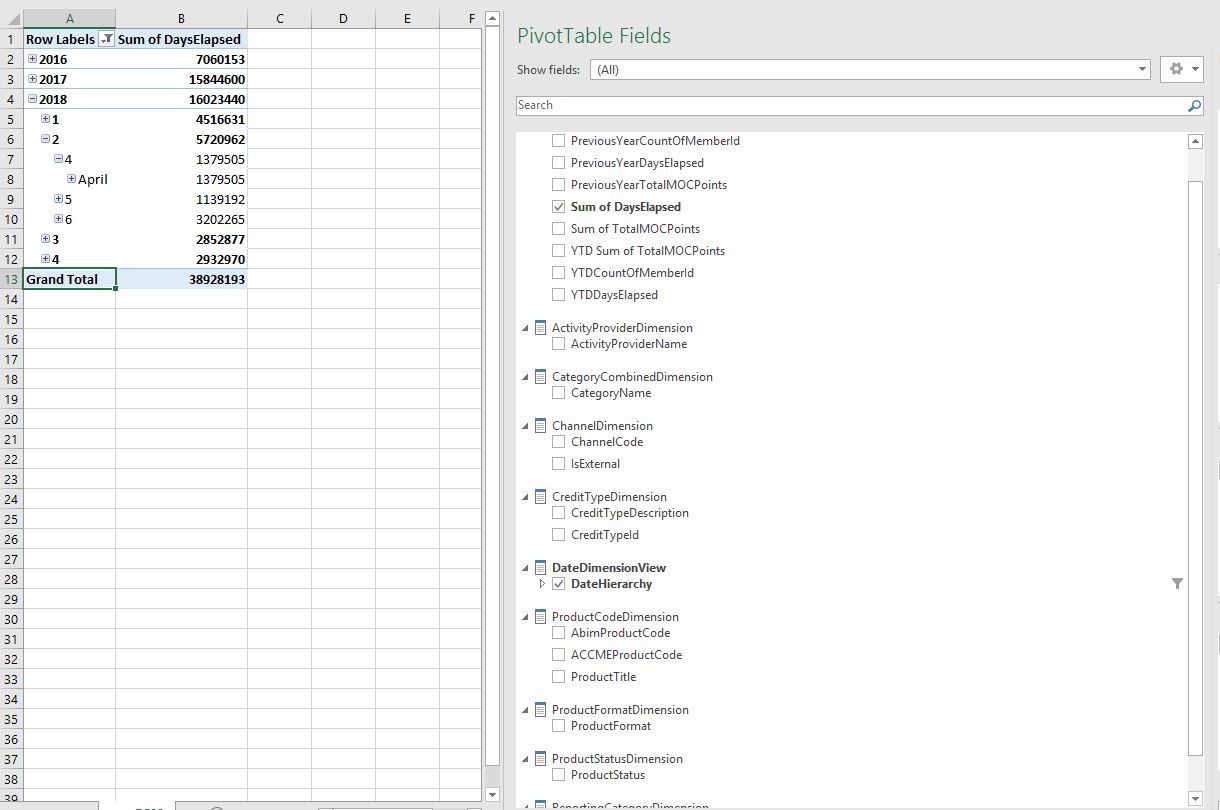 A B C D E F
1 Row Labels Sum of DaysElapsed
2 2016 7060153
3 2017 15844600
4 2018 16023440
5 1 4516631
6 2 5720962
7 4 1379505
8 April 1379505
9 5 1139192
10 6 3202265
11 3 2852877
12 4 2932970
13 Grand Total 38928193
14
15
16
17
18
19
20
21
22
23
24
25
26
27
28
29
30
31
32
33
34
35
36
37
38
39
PivotTable Fields
Show fields: (All)
Search
PreviousYearCountOfMemberId
PreviousYearDaysElapsed
PreviousYearTotalMOCPoints
Sum of DaysElapsed
Sum of TotalMOCPoints
YTD Sum of TotalMOCPoints
YTDCountOfMemberId
YTDDaysElapsed
ActivityProviderDimension
ActivityProviderName
CategoryCombinedDimension
CategoryName
ChannelDimension
ChannelCode
IsExternal
CreditTypeDimension
CreditTypeDescription
CreditTypeId
DateDimensionView
DateHierarchy
ProductCodeDimension
AbimProductCode
ACCMEProductCode
ProductTitle
ProductFormatDimension
ProductFormat
ProductStatusDimension
ProductStatus
ReportingCategoryDimension